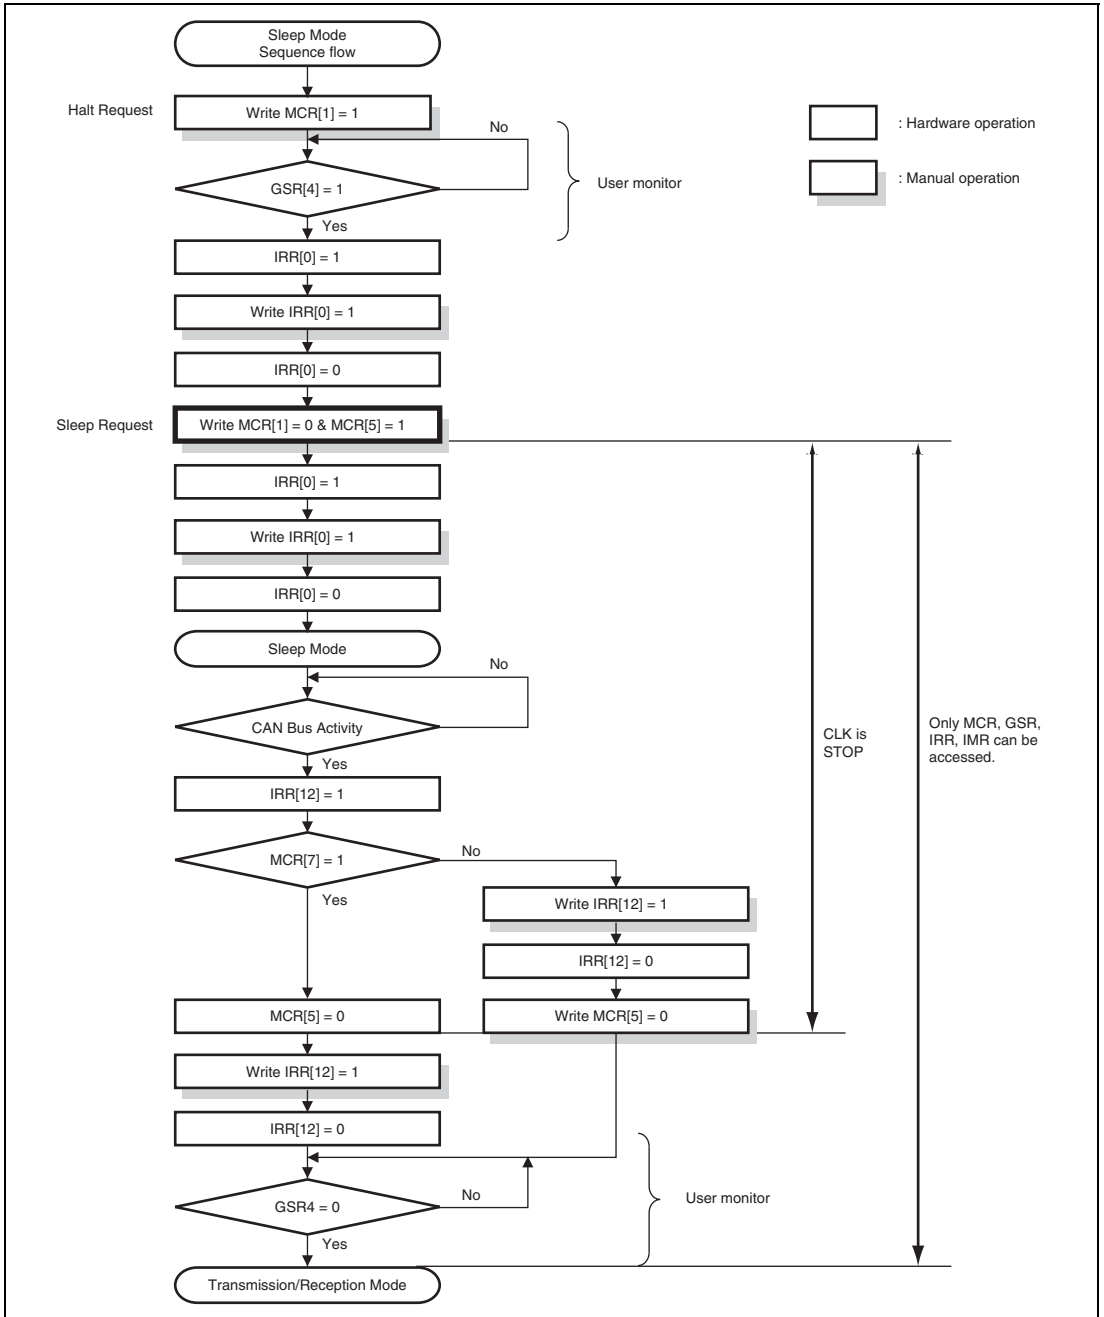 Sleep Mode
Sequence flow
Halt Request
Write MCR[1] = 1
: Hardware operation
No
GSR[4] = 1
User monitor
: Manual operation
Yes
IRR[0] = 1
Write IRR[0] = 1
IRR[0] = 0
Sleep Request
Write MCR[1] = 0 & MCR[5] = 1
IRR[0] = 1
Write IRR[0] = 1
IRR[0] = 0
Sleep Mode
No
CAN Bus Activity
CLK is
STOP
Only MCR, GSR,
IRR, IMR can be
accessed.
Yes
IRR[12] = 1
MCR[7] = 1
No
Yes
Write IRR[12] = 1
IRR[12] = 0
MCR[5] = 0
Write MCR[5] = 0
Write IRR[12] = 1
IRR[12] = 0
GSR4 = 0
No
User monitor
Yes
Transmission/Reception Mode